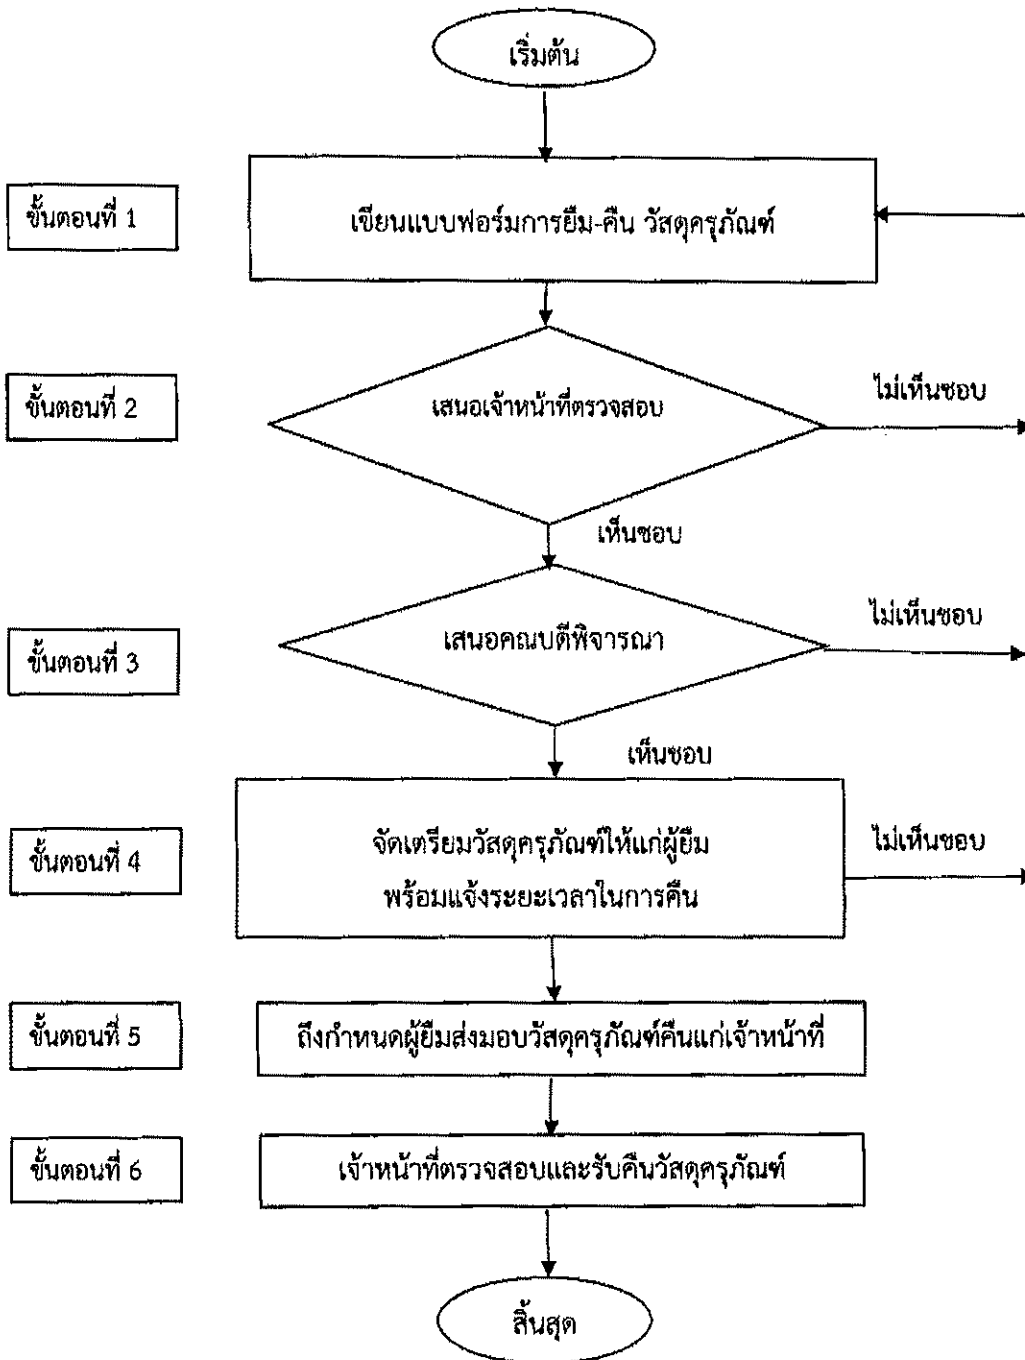 เริ่มต้น
ขั้นตอนที่ 1
เขียนแบบฟอร์มการยืม-คืน วัสดุครุภัณฑ์
ขั้นตอนที่ 2
เสนอเจ้าหน้าที่ตรวจสอบ
ไม่เห็นชอบ
เห็นชอบ
ขั้นตอนที่ 3
เสนอคณบดีพิจารณา
ไม่เห็นชอบ
เห็นชอบ
ขั้นตอนที่ 4
จัดเตรียมวัสดุครุภัณฑ์ให้แก่ผู้ยืม
พร้อมแจ้งระยะเวลาในการคืน
ไม่เห็นชอบ
ขั้นตอนที่ 5
ถึงกำหนดผู้ยืมส่งมอบวัสดุครุภัณฑ์คืนแก่เจ้าหน้าที่
ขั้นตอนที่ 6
เจ้าหน้าที่ตรวจสอบและรับคืนวัสดุครุภัณฑ์
สิ้นสุด